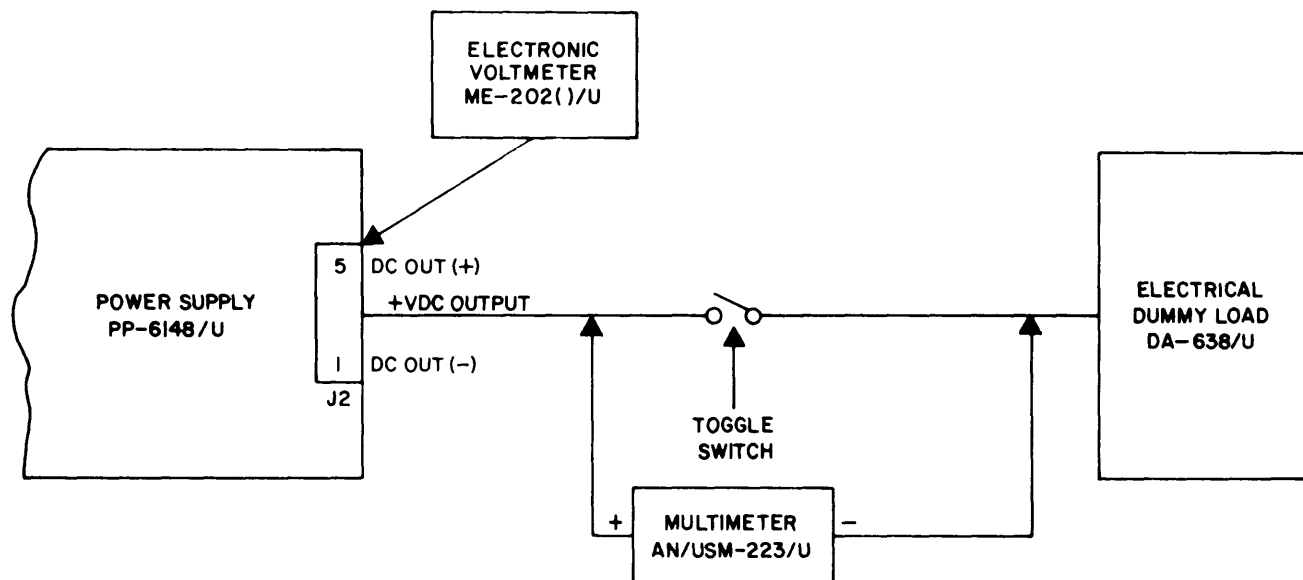 ELECTRONIC
VOLTMETER
ME-202()/U
POWER SUPPLY
PP-6148/U
5 DC OUT (+)
+VDC OUTPUT
1 DC OUT (-)
J2
TOGGLE
SWITCH
+ MULTIMETER -
AN/USM-223/U
ELECTRICAL
DUMMY LOAD
DA-638/U